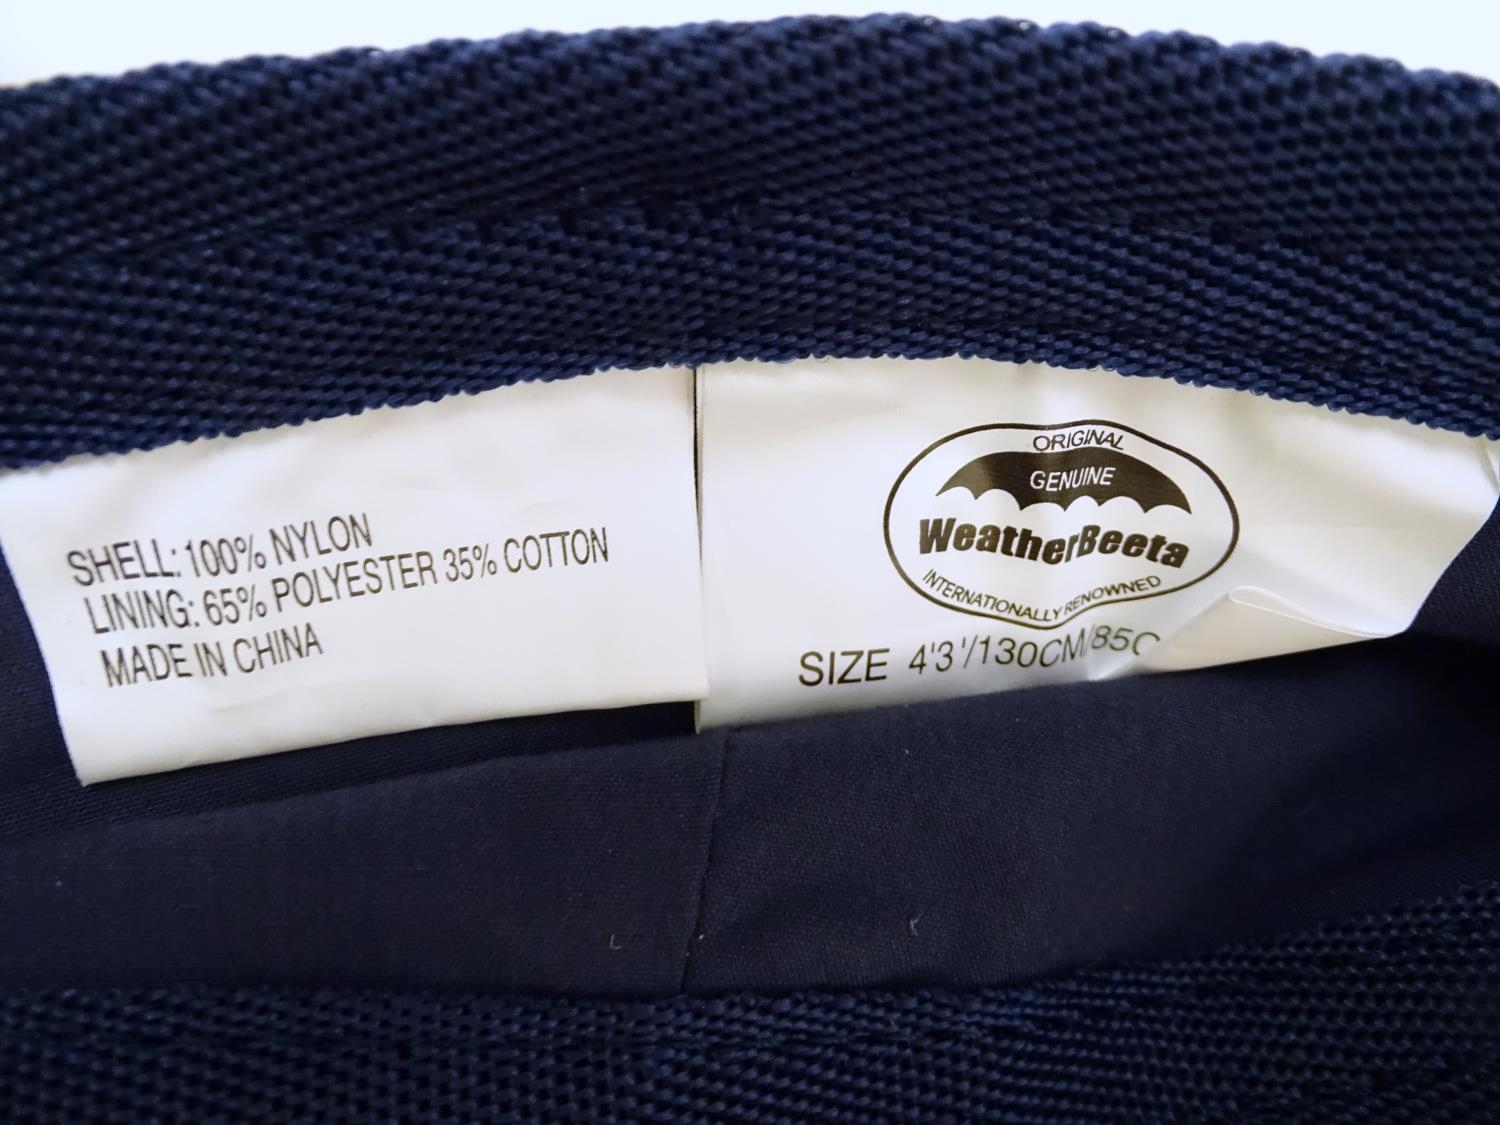 SHELL: 100% NYLON
LINING: 65% POLYESTER 35% COTTON
MADE IN CHINA
ORIGINAL
GENUINE
WeatherBeeta
INTERNATIONALLY RENOWNED
SIZE 4'3'/130CM/85C